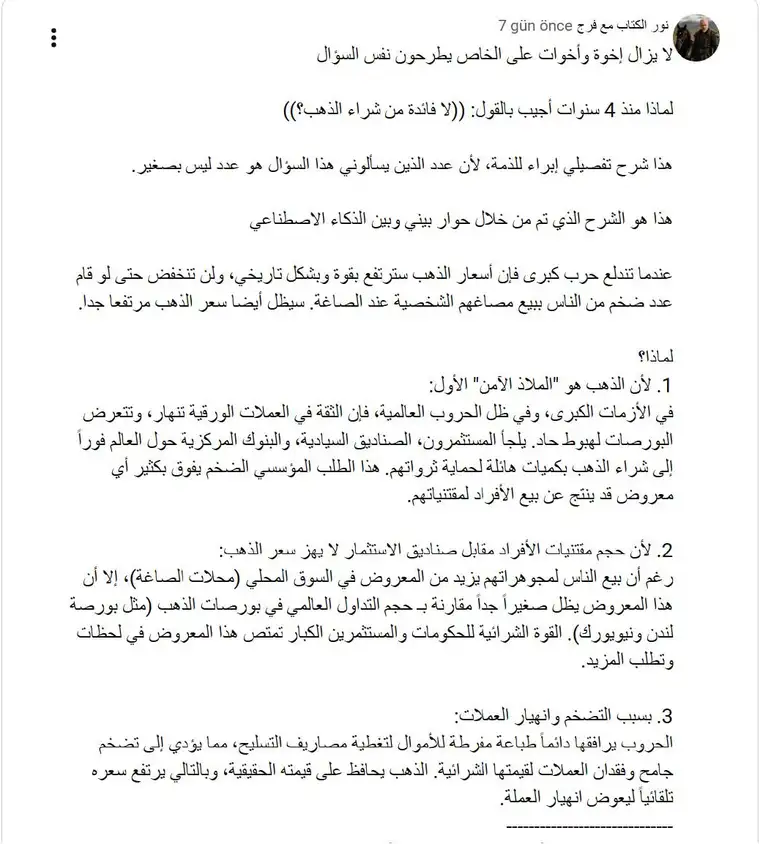 نور الكتاب مع فرج 7 gün önce
لا يزال إخوة وأخوات على الخاص يطرحون نفس السؤال
لماذا منذ 4 سنوات أجيب بالقول: ((لا فائدة من شراء الذهب؟))
هذا شرح تفصيلي إبراء للذمة، لأن عدد الذين يسألوني هذا السؤال هو عدد ليس بصغير.
هذا هو الشرح الذي تم من خلال حوار بيني وبين الذكاء الاصطناعي
عندما تندلع حرب كبرى فإن أسعار الذهب سترتفع بقوة وبشكل تاريخي، ولن تنخفض حتى لو قام
عدد ضخم من الناس ببيع مصاغهم الشخصية عند الصاغة. سيظل أيضا سعر الذهب مرتفعا جدا.
لماذا؟
1. لأن الذهب هو "الملاذ الآمن" الأول:
في الأزمات الكبرى، وفي ظل الحروب العالمية، فإن الثقة في العملات الورقية تنهار، وتتعرض
البورصات لهبوط حاد. يلجأ المستثمرون، الصناديق السيادية، والبنوك المركزية حول العالم فوراً
إلى شراء الذهب بكميات هائلة لحماية ثرواتهم. هذا الطلب المؤسسي الضخم يفوق بكثير أي
معروض قد ينتج عن بيع الأفراد لمقتنياتهم.
2. لأن حجم مقتنيات الأفراد مقابل صناديق الاستثمار لا يهز سعر الذهب:
رغم أن بيع الناس لمجوهراتهم يزيد من المعروض في السوق المحلي (محلات الصاغة)، إلا أن
هذا المعروض يظل صغيراً جداً مقارنة بـ حجم التداول العالمي في بورصات الذهب (مثل بورصة
لندن ونيويورك). القوة الشرائية للحكومات والمستثمرين الكبار تمتص هذا المعروض في لحظات
وتطلب المزيد.
3. بسبب التضخم وانهيار العملات:
الحروب يرافقها دائماً طباعة مفرطة للأموال لتغطية مصاريف التسليح، مما يؤدي إلى تضخم
جامح وفقدان العملات لقيمتها الشرائية. الذهب يحافظ على قيمته الحقيقية، وبالتالي يرتفع سعره
تلقائياً ليعوض انهيار العملة.
------------------------------